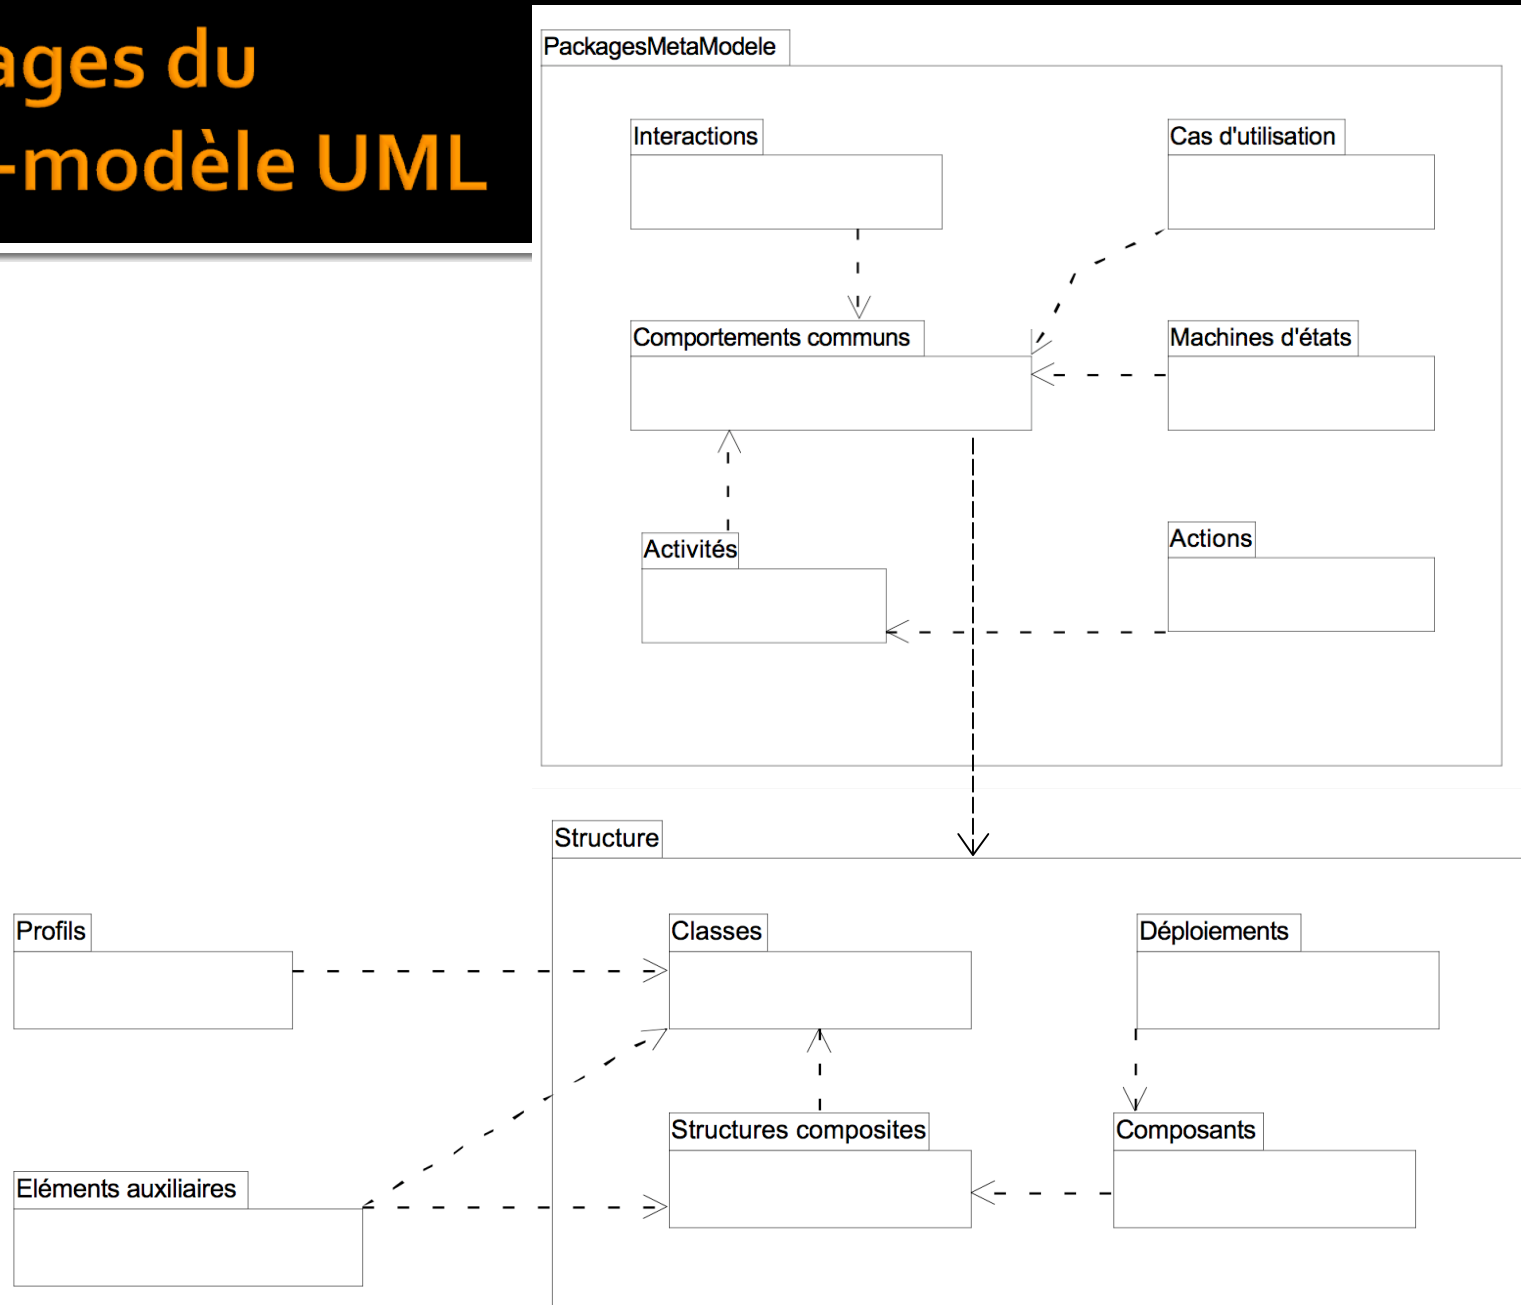 ages du
-modèle UML
PackagesMetaModele
Interactions
Cas d'utilisation
Comportements communs
Machines d'états
Activités
Actions
Structure
Profils
Classes
Déploiements
Structures composites
Composants
Eléments auxiliaires